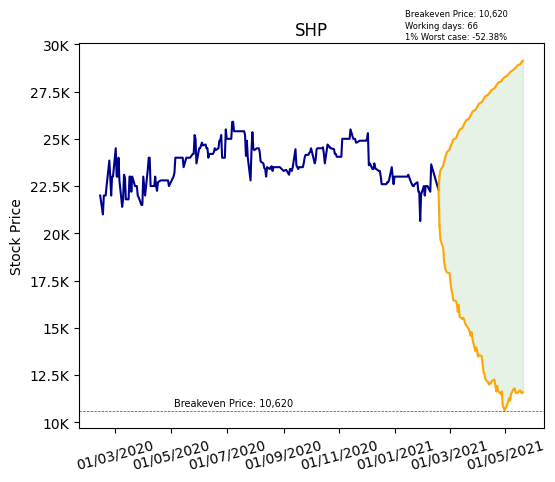 Breakeven Price: 10,620
Working days: 66
1% Worst case: -52.38%
SHP
30K
27.5K
25K
22.5K
20K
17.5K
15K
12.5K
10K
Stock Price
Breakeven Price: 10,620
01/03/2020
01/05/2020
01/07/2020
01/09/2020
01/11/2020
01/01/2021
01/03/2021
01/05/2021